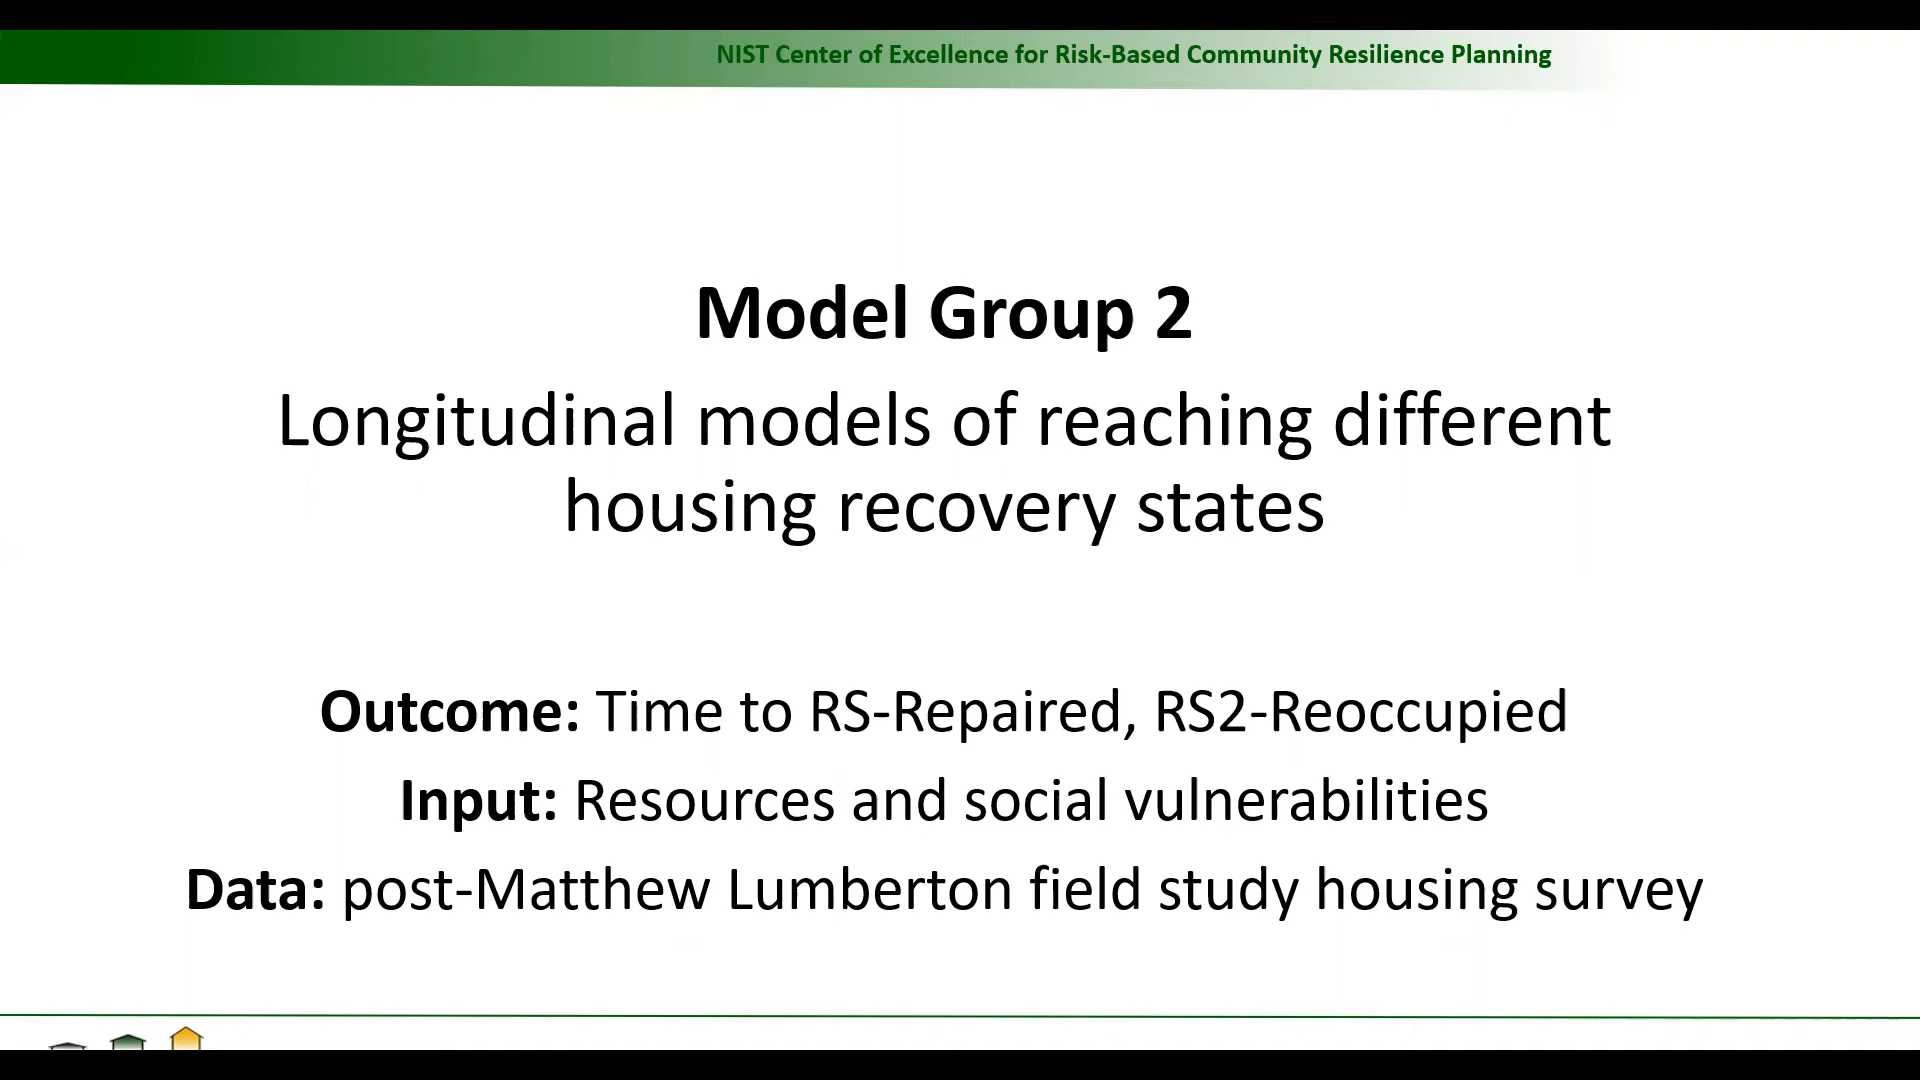 NIST Center of Excellence for Risk-Based Community Resilience Planning
Model Group 2
Longitudinal models of reaching different
housing recovery states
Outcome: Time to RS-Repaired, RS2-Reoccupied
Input: Resources and social vulnerabilities
Data: post-Matthew Lumberton field study housing survey